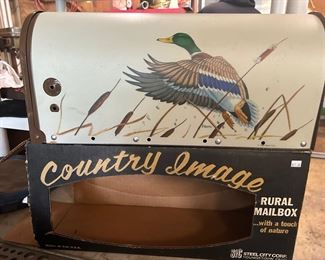 Country Image
RURAL
MAILBOX
...with a touch
of nature
STEEL CITY CORP.